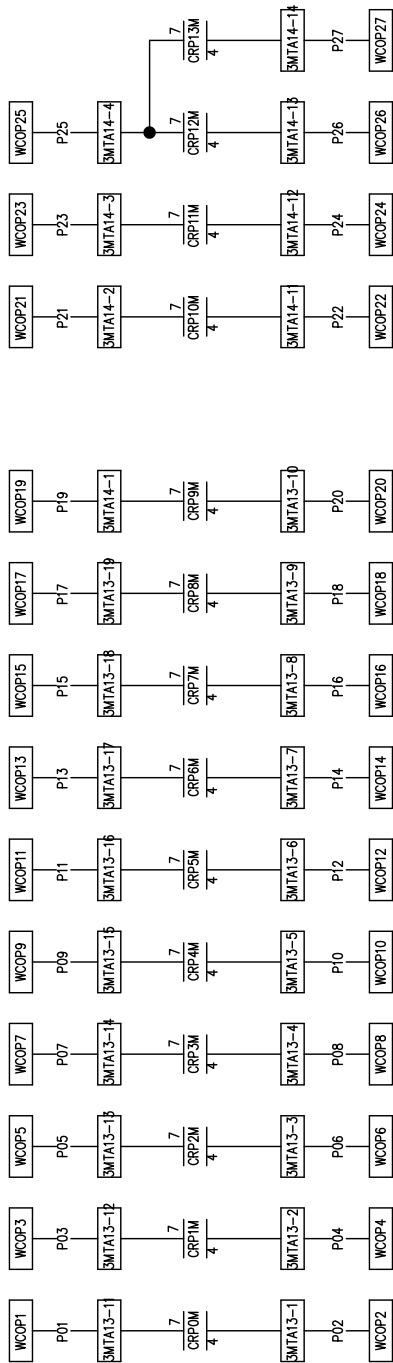 CRP13M
7
4
3MTA14-14
P27
WCOP27
WCOP25
P25
3MTA14-4
7
CRP12M
4
3MTA14-13
P26
WCOP26
WCOP23
P23
3MTA14-3
7
CRP11M
4
3MTA14-12
P24
WCOP24
WCOP21
P21
3MTA14-2
7
CRP10M
4
3MTA14-11
P22
WCOP22
WCOP19
P19
3MTA14-1
7
CRP9M
4
3MTA13-10
P20
WCOP20
WCOP17
P17
3MTA13-19
7
CRP8M
4
3MTA13-9
P18
WCOP18
WCOP15
P15
3MTA13-18
7
CRP7M
4
3MTA13-8
P16
WCOP16
WCOP13
P13
3MTA13-17
7
CRP6M
4
3MTA13-7
P14
WCOP14
WCOP11
P11
3MTA13-16
7
CRP5M
4
3MTA13-6
P12
WCOP12
WCOP9
P09
3MTA13-15
7
CRP4M
4
3MTA13-5
P10
WCOP10
WCOP7
P07
3MTA13-14
7
CRP3M
4
3MTA13-4
P08
WCOP8
WCOP5
P05
3MTA13-13
7
CRP2M
4
3MTA13-3
P06
WCOP6
WCOP3
P03
3MTA13-12
7
CRP1M
4
3MTA13-2
P04
WCOP4
WCOP1
P01
3MTA13-11
7
CRP0M
4
3MTA13-1
P02
WCOP2